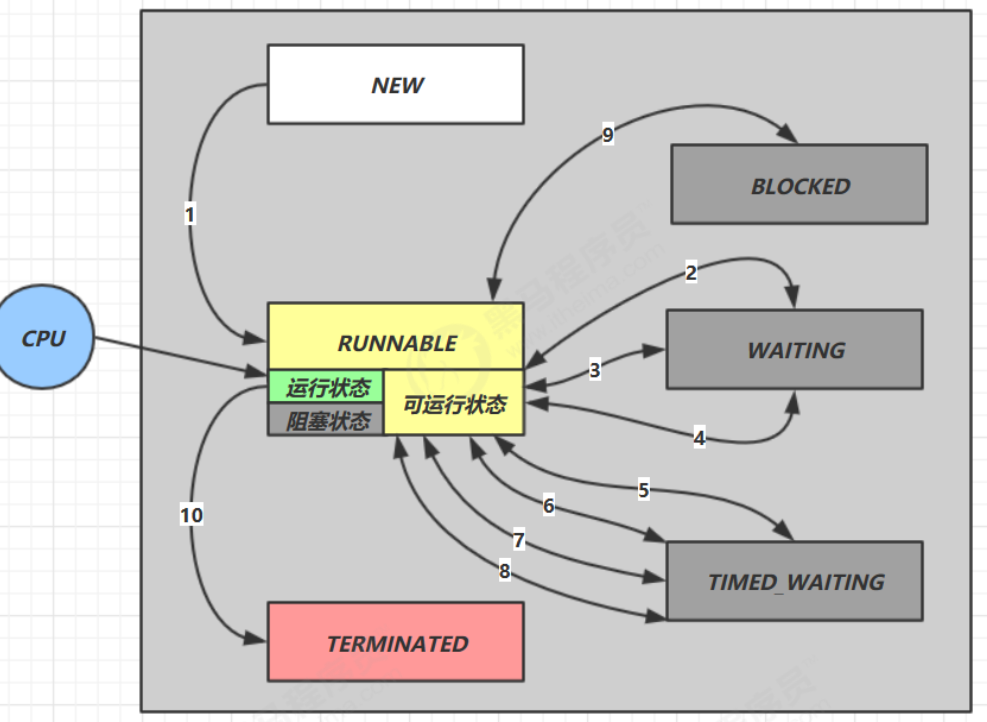 NEW
9
BLOCKED
1
2
CPU
RUNNABLE
WAITING
3
运行状态
可运行状态
阻塞状态
4
5
6
10
7
8
TIMED_WAITING
TERMINATED
黑马程序员
www.itheima.com